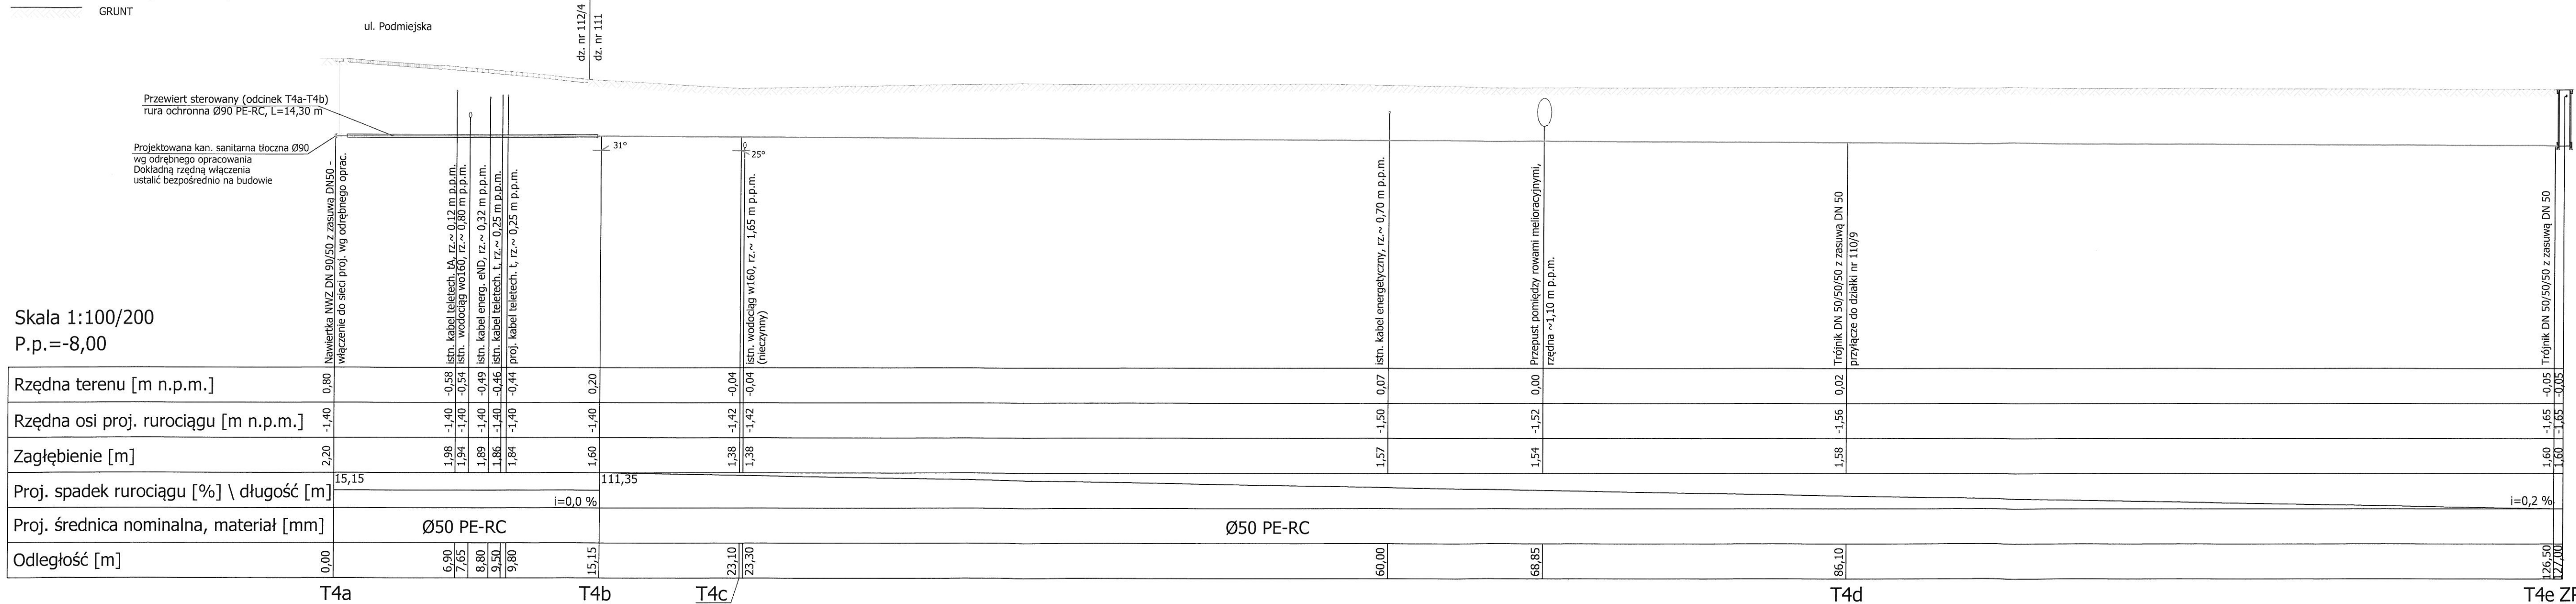 GRUNT
ul. Podmiejska
dz. nr 112/4
dz. nr 111
Przewiert sterowany (odcinek T4a-T4b)
rura ochronna Ø90 PE-RC, L=14,30 m
Projektowana kan. sanitarna tłoczna Ø90
wg odrębnego opracowania
Dokładną rzędną włączenia
ustalić bezpośrednio na budowie
31°
25°
Nawiertka NWZ DN 90/50 z zasuwą DN50 -
włączenie do sieci proj. wg odrębnego oprac.
istn. kabel teletech. tA, rz.~ 0,12 m p.p.m.
istn. wodociąg wo160, rz.~ 0,80 m p.p.m.
istn. kabel energ. eND, rz.~ 0,32 m p.p.m.
istn. kabel teletech. t, rz.~ 0,25 m p.p.m.
proj. kabel teletech. t, rz.~ 0,25 m p.p.m.
istn. wodociąg w160, rz.~ 1,65 m p.p.m.
(nieczynny)
istn. kabel energetyczny, rz.~ 0,70 m p.p.m.
Przepust pomiędzy rowami melioracyjnymi,
rzędna ~1,10 m p.p.m.
Trójnik DN 50/50/50 z zasuwą DN 50
przyłącze do działki nr 110/9
Trójnik DN 50/50/50 z zasuwą DN 50
Skala 1:100/200
P.p.=-8,00
Rzędna terenu [m n.p.m.] 0,80 -0,58 -0,54 -0,49 -0,46 -0,44 0,20 -0,04 -0,04 0,07 0,00 0,02 -0,05 -0,05
Rzędna osi proj. rurociągu [m n.p.m.] -1,40 -1,40 -1,40 -1,40 -1,40 -1,40 -1,40 -1,42 -1,42 -1,50 -1,52 -1,56 -1,65 -1,65
Zagłębienie [m] 2,20 1,98 1,94 1,89 1,86 1,84 1,60 1,38 1,38 1,57 1,54 1,58 1,60 1,60
Proj. spadek rurociągu [%] \ długość [m] 15,15 i=0,0 % 111,35 i=0,2 %
Proj. średnica nominalna, materiał [mm] Ø50 PE-RC Ø50 PE-RC
Odległość [m] 0,00 6,90 7,65 8,80 9,50 9,80 15,15 23,10 23,30 60,00 68,85 86,10 126,50 127,00
T4a T4b T4c T4d T4e